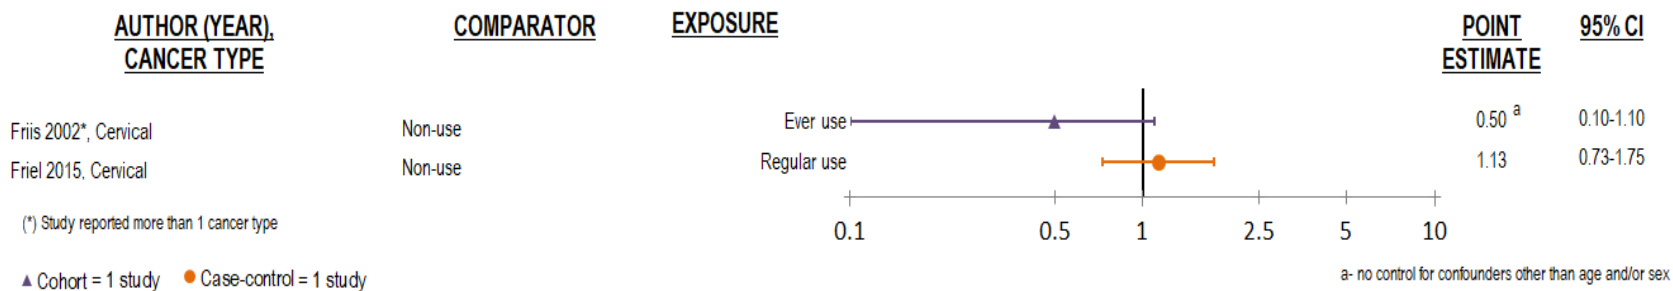 AUTHOR (YEAR), COMPARATOR EXPOSURE POINT 95% CI
CANCER TYPE ESTIMATE
Friis 2002*, Cervical Non-use Ever use 0.50 a 0.10-1.10
Friel 2015, Cervical Non-use Regular use 1.13 0.73-1.75
0.1 0.5 1 2.5 5 10
(*) Study reported more than 1 cancer type
Cohort = 1 study Case-control = 1 study
a- no control for confounders other than age and/or sex